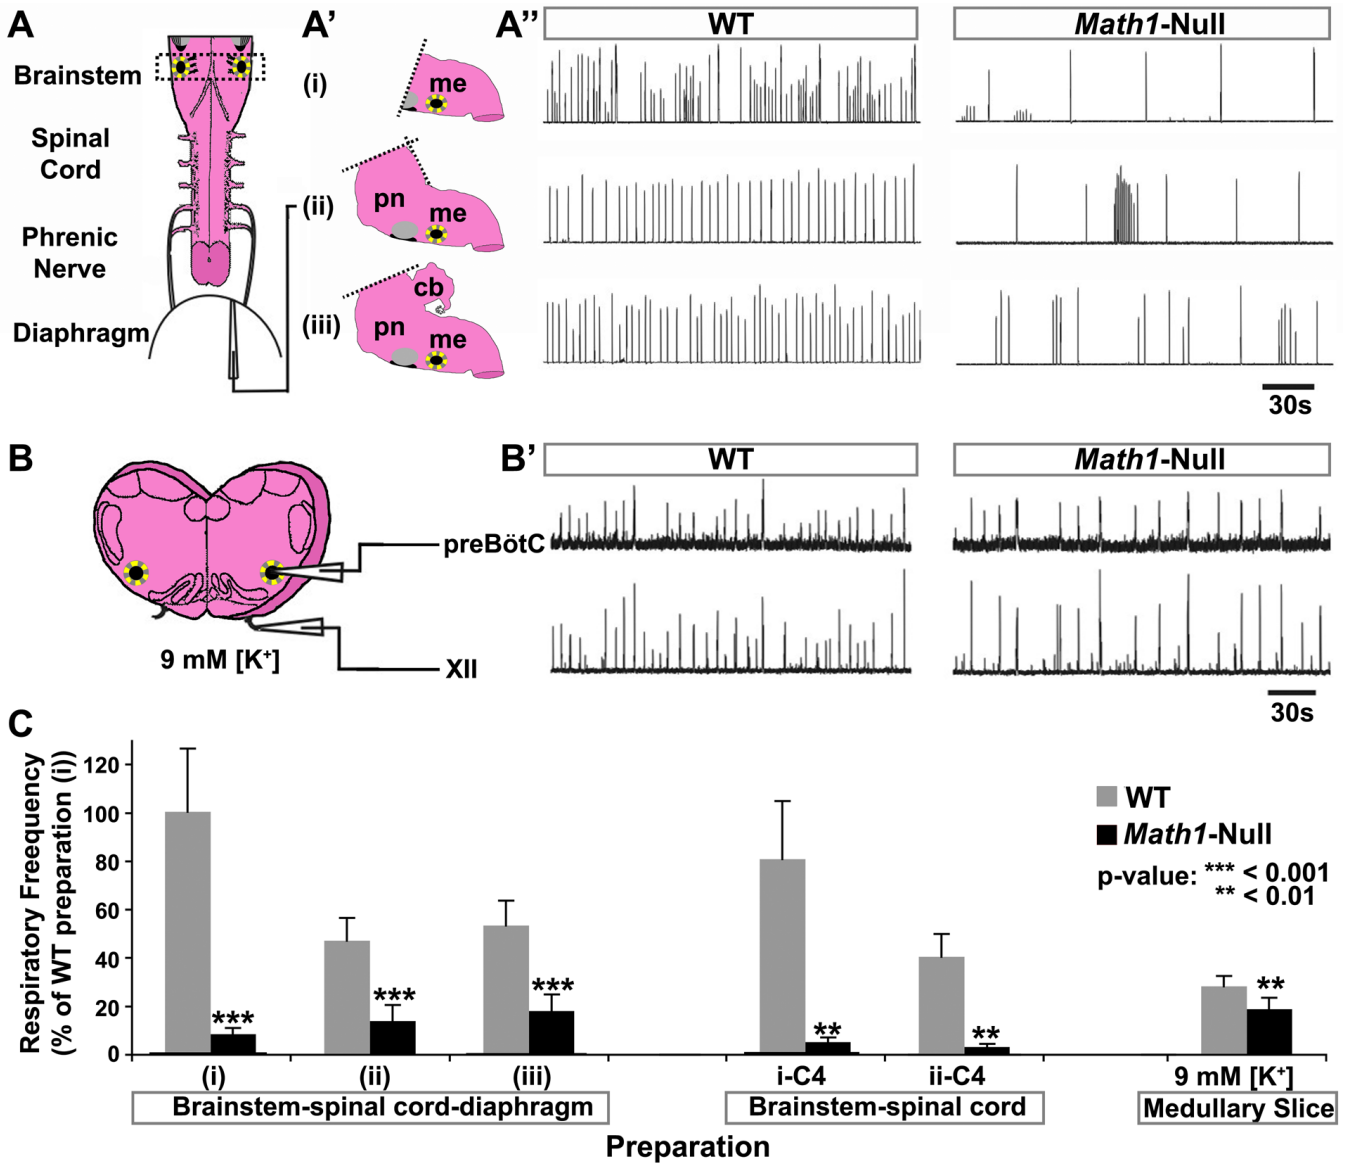 A
A’
A’’
WT
Math1-Null
Brainstem
Spinal
Cord
Phrenic
Nerve
Diaphragm
(i)
me
(ii)
pn
me
(iii)
cb
pn
me
30s
B
B’
WT
Math1-Null
preBötC
XII
9 mM [K⁺]
30s
C
Respiratory Freequency
(% of WT preparation (i))
120
100
80
60
40
20
0
WT
Math1-Null
p-value: *** < 0.001
** < 0.01
***
***
***
**
**
**
(i)
(ii)
(iii)
i-C4
ii-C4
9 mM [K⁺]
Brainstem-spinal cord-diaphragm
Brainstem-spinal cord
Medullary Slice
Preparation